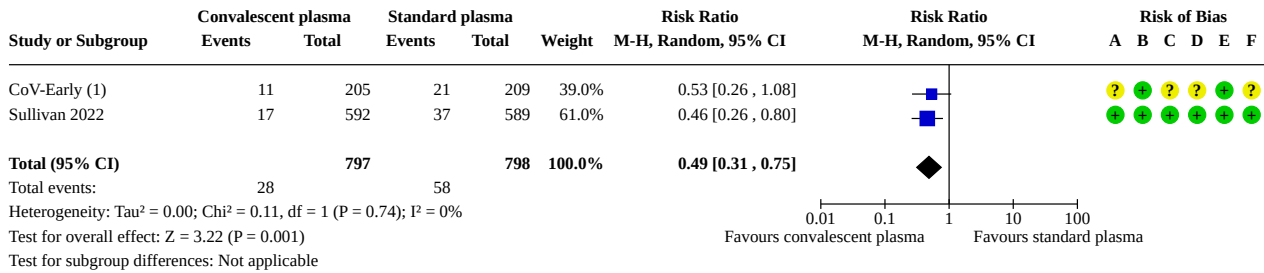 Convalescent plasma Standard plasma Risk Ratio Risk Ratio Risk of Bias
Study or Subgroup Events Total Events Total Weight M-H, Random, 95% CI M-H, Random, 95% CI A B C D E F
CoV-Early (1) 11 205 21 209 39.0% 0.53 [0.26 , 1.08] ? + ? ? + ?
Sullivan 2022 17 592 37 589 61.0% 0.46 [0.26 , 0.80] + + + + + +
Total (95% CI) 797 798 100.0% 0.49 [0.31 , 0.75]
Total events: 28 58
Heterogeneity: Tau² = 0.00; Chi² = 0.11, df = 1 (P = 0.74); I² = 0%
0.01 0.1 1 10 100
Test for overall effect: Z = 3.22 (P = 0.001) Favours convalescent plasma Favours standard plasma
Test for subgroup differences: Not applicable